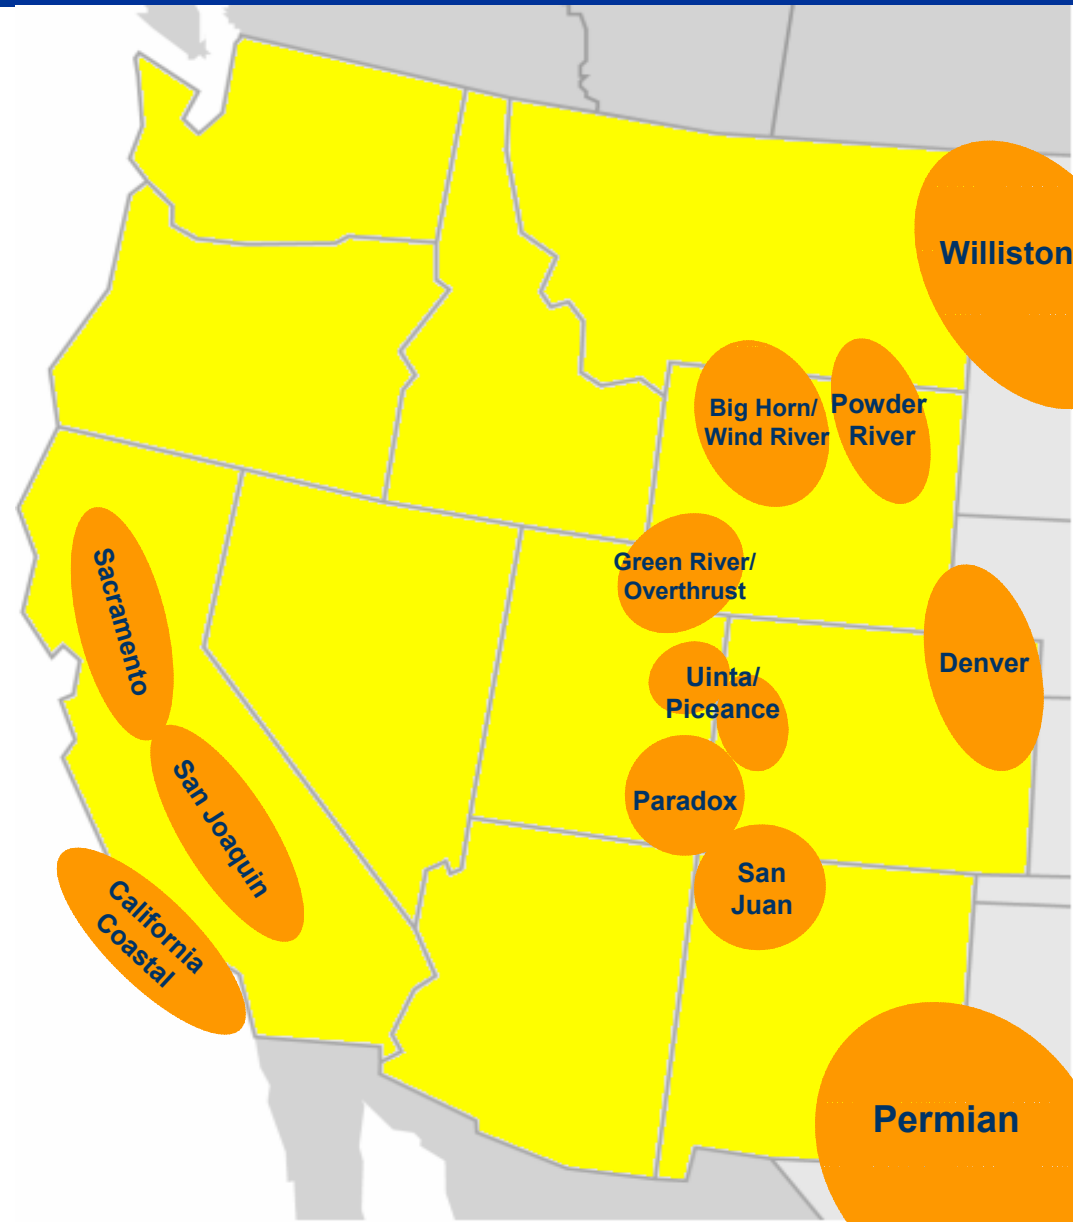 Williston
Big Horn/
Wind River
Powder
River
Green River/
Overthrust
Sacramento
Uinta/
Piceance
Denver
San Joaquin
Paradox
San
Juan
California
Coastal
Permian